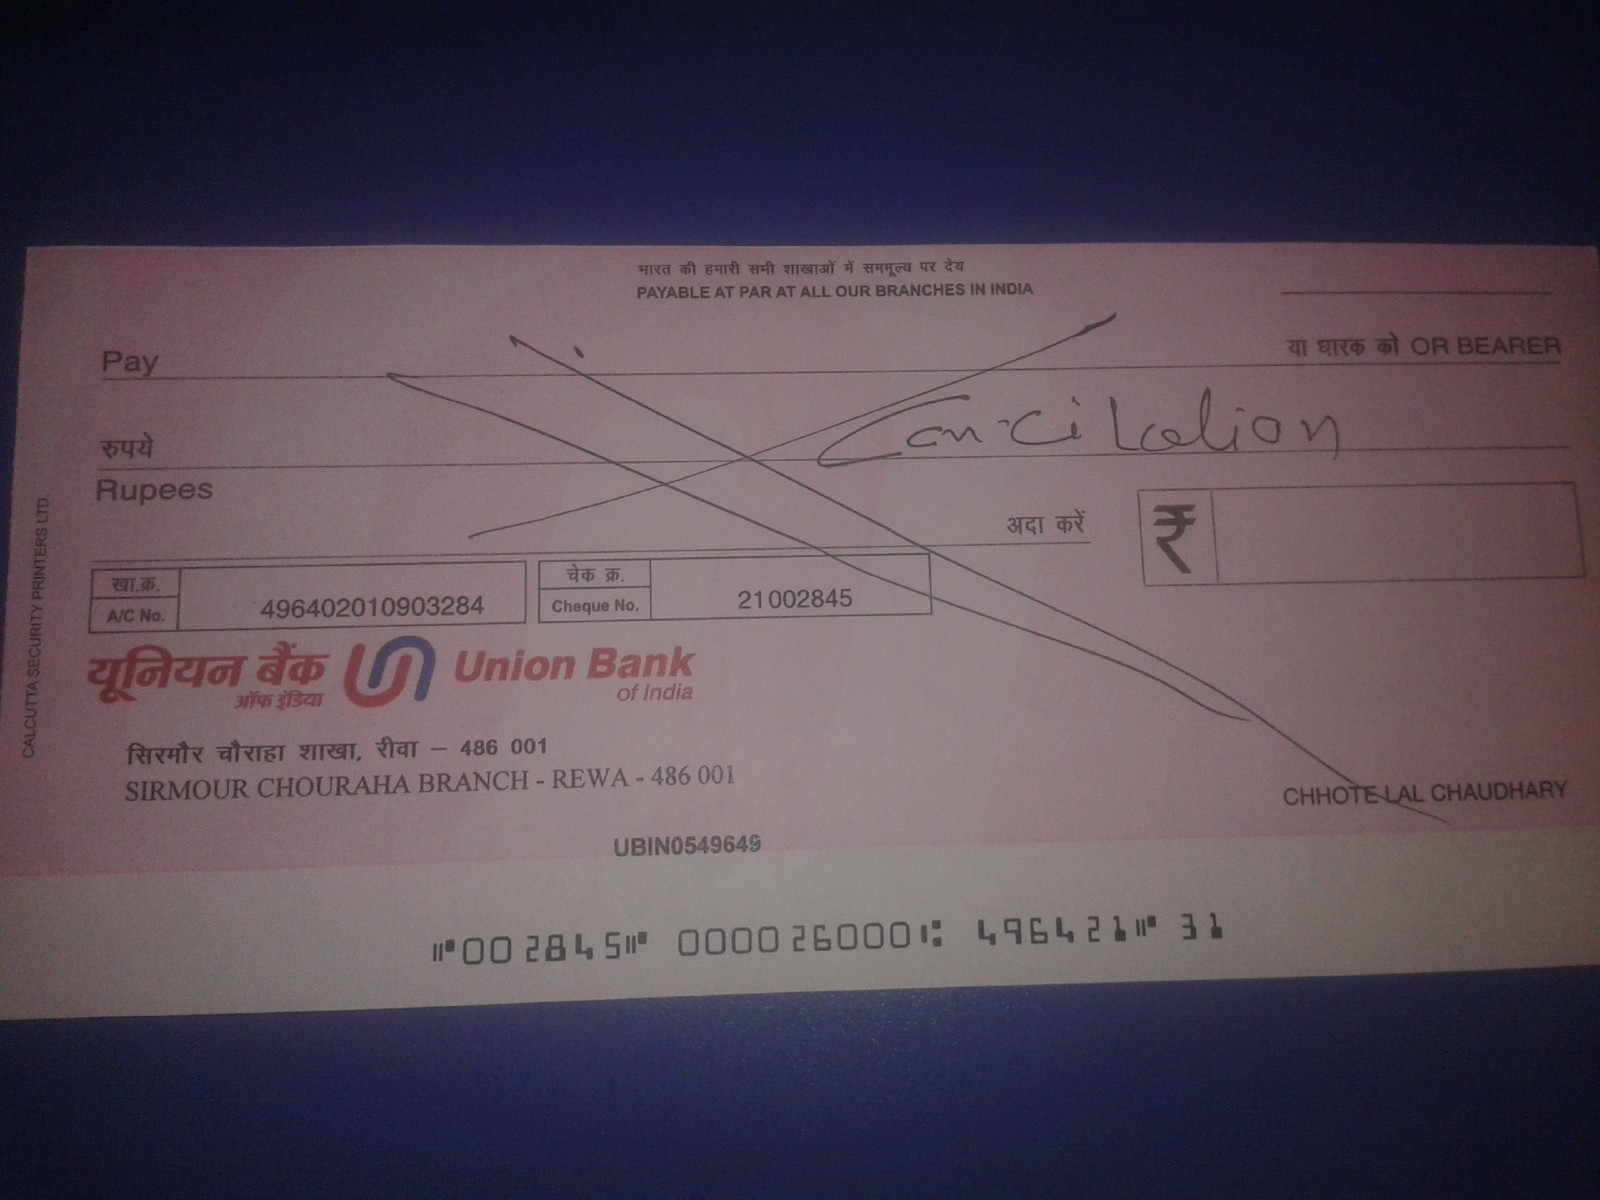 भारत की हमारी सभी शाखाओं में सममूल्य पर देय
PAYABLE AT PAR AT ALL OUR BRANCHES IN INDIA
Pay
या धारक को OR BEARER
Cancilation
रुपये
Rupees
अदा करें
₹
खा.क्र.
A/C No.
496402010903284
चेक क्र.
Cheque No.
21002845
यूनियन बैंक
ऑफ इंडिया
Union Bank
of India
सिरमौर चौराहा शाखा, रीवा – 486 001
SIRMOUR CHOURAHA BRANCH - REWA - 486 001
CHHOTE LAL CHAUDHARY
UBIN0549649
⑈002845⑈ 000026000⑆ 496421⑈ 31
CALCUTTA SECURITY PRINTERS LTD.